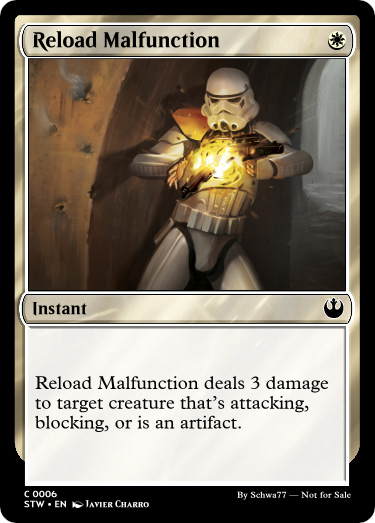 Reload Malfunction
Instant
Reload Malfunction deals 3 damage
to target creature that's attacking,
blocking, or is an artifact.
C 0006
STW • EN Javier Charro
By Schwa77 — Not for Sale